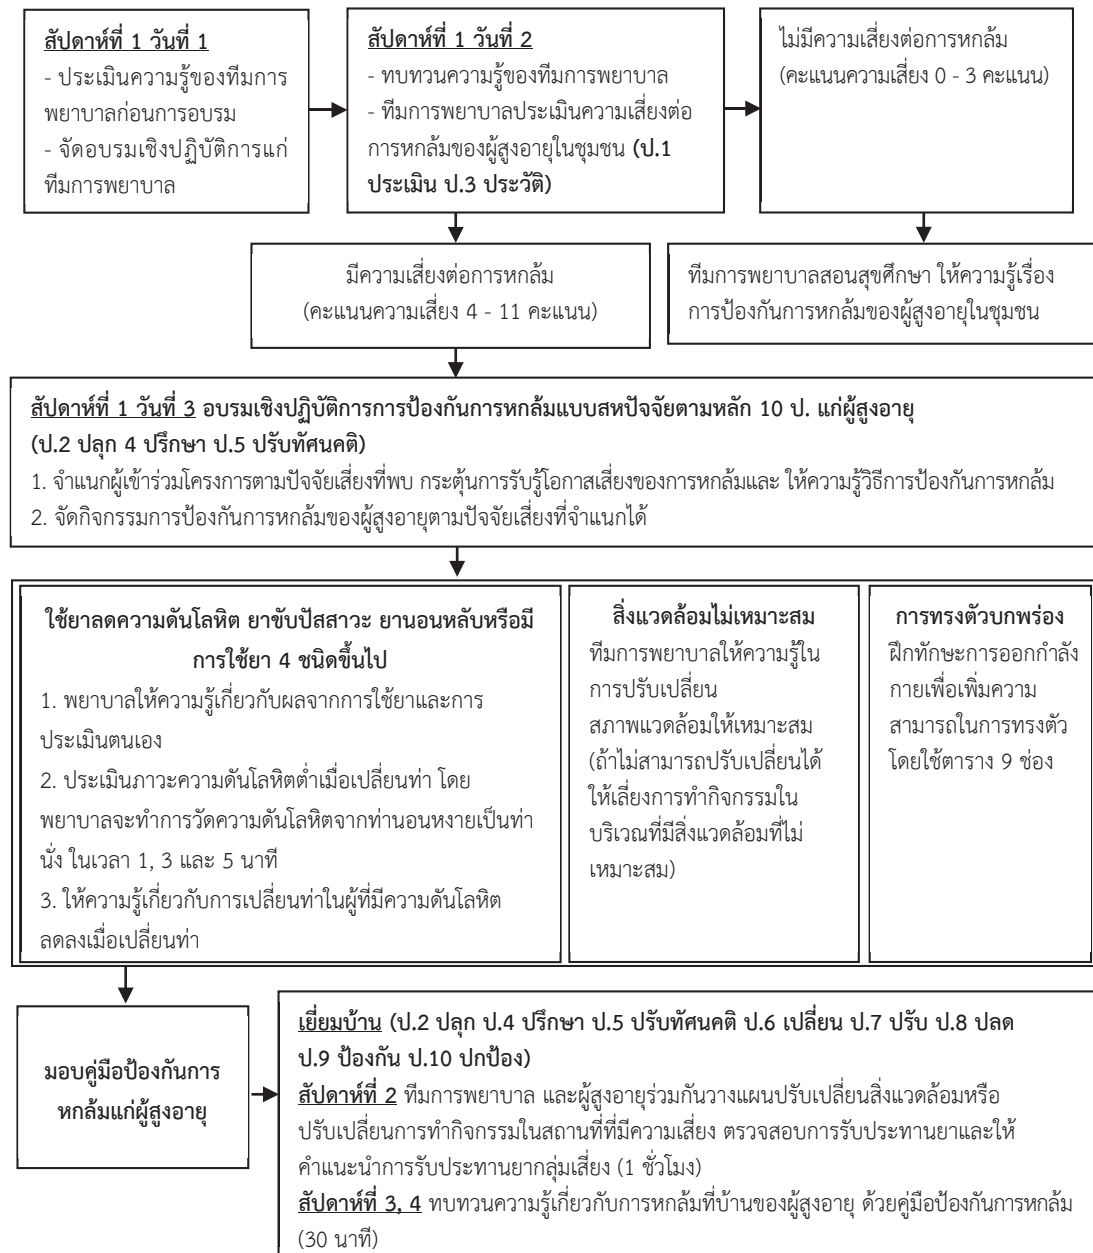 สัปดาห์ที่ 1 วันที่ 1
- ประเมินความรู้ของทีมการ
พยาบาลก่อนการอบรม
- จัดอบรมเชิงปฏิบัติการแก่
ทีมการพยาบาล
สัปดาห์ที่ 1 วันที่ 2
- ทบทวนความรู้ของทีมการพยาบาล
- ทีมการพยาบาลประเมินความเสี่ยงต่อ
การหกล้มของผู้สูงอายุในชุมชน (ป.1
ประเมิน ป.3 ประวัติ)
ไม่มีความเสี่ยงต่อการหกล้ม
(คะแนนความเสี่ยง 0 - 3 คะแนน)
มีความเสี่ยงต่อการหกล้ม
(คะแนนความเสี่ยง 4 - 11 คะแนน)
ทีมการพยาบาลสอนสุขศึกษา ให้ความรู้เรื่อง
การป้องกันการหกล้มของผู้สูงอายุในชุมชน
สัปดาห์ที่ 1 วันที่ 3 อบรมเชิงปฏิบัติการการป้องกันการหกล้มแบบสหปัจจัยตามหลัก 10 ป. แก่ผู้สูงอายุ
(ป.2 ปลุก 4 ปรึกษา ป.5 ปรับทัศนคติ)
1. จำแนกผู้เข้าร่วมโครงการตามปัจจัยเสี่ยงที่พบ กระตุ้นการรับรู้โอกาสเสี่ยงของการหกล้มและ ให้ความรู้วิธีการป้องกันการหกล้ม
2. จัดกิจกรรมการป้องกันการหกล้มของผู้สูงอายุตามปัจจัยเสี่ยงที่จำแนกได้
ใช้ยาลดความดันโลหิต ยาขับปัสสาวะ ยานอนหลับหรือมี
การใช้ยา 4 ชนิดขึ้นไป
1. พยาบาลให้ความรู้เกี่ยวกับผลจากการใช้ยาและการ
ประเมินตนเอง
2. ประเมินภาวะความดันโลหิตต่ำเมื่อเปลี่ยนท่า โดย
พยาบาลจะทำการวัดความดันโลหิตจากท่านอนหงายเป็นท่า
นั่ง ในเวลา 1, 3 และ 5 นาที
3. ให้ความรู้เกี่ยวกับการเปลี่ยนท่าในผู้ที่มีความดันโลหิต
ลดลงเมื่อเปลี่ยนท่า
สิ่งแวดล้อมไม่เหมาะสม
ทีมการพยาบาลให้ความรู้ใน
การปรับเปลี่ยน
สภาพแวดล้อมให้เหมาะสม
(ถ้าไม่สามารถปรับเปลี่ยนได้
ให้เลี่ยงการทำกิจกรรมใน
บริเวณที่มีสิ่งแวดล้อมที่ไม่
เหมาะสม)
การทรงตัวบกพร่อง
ฝึกทักษะการออกกำลัง
กายเพื่อเพิ่มความ
สามารถในการทรงตัว
โดยใช้ตาราง 9 ช่อง
มอบคู่มือป้องกันการ
หกล้มแก่ผู้สูงอายุ
เยี่ยมบ้าน (ป.2 ปลุก ป.4 ปรึกษา ป.5 ปรับทัศนคติ ป.6 เปลี่ยน ป.7 ปรับ ป.8 ปลด
ป.9 ป้องกัน ป.10 ปกป้อง)
สัปดาห์ที่ 2 ทีมการพยาบาล และผู้สูงอายุร่วมกันวางแผนปรับเปลี่ยนสิ่งแวดล้อมหรือ
ปรับเปลี่ยนการทำกิจกรรมในสถานที่ที่มีความเสี่ยง ตรวจสอบการรับประทานยาและให้
คำแนะนำการรับประทานยากลุ่มเสี่ยง (1 ชั่วโมง)
สัปดาห์ที่ 3, 4 ทบทวนความรู้เกี่ยวกับการหกล้มที่บ้านของผู้สูงอายุ ด้วยคู่มือป้องกันการหกล้ม
(30 นาที)